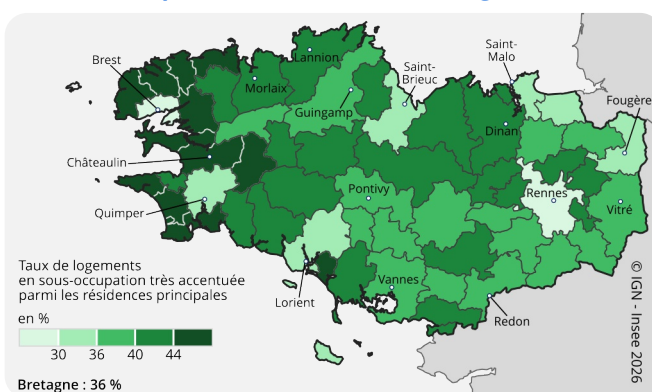 Brest
Lannion
Morlaix
Saint-
Brieuc
Saint-
Malo
Fougère
Guingamp
Dinan
Châteaulin
Quimper
Pontivy
Rennes
Vitré
Lorient
Vannes
Redon
Taux de logements
en sous-occupation très accentuée
parmi les résidences principales
en %
30 36 40 44
Bretagne : 36 %
© IGN - Insee 2026